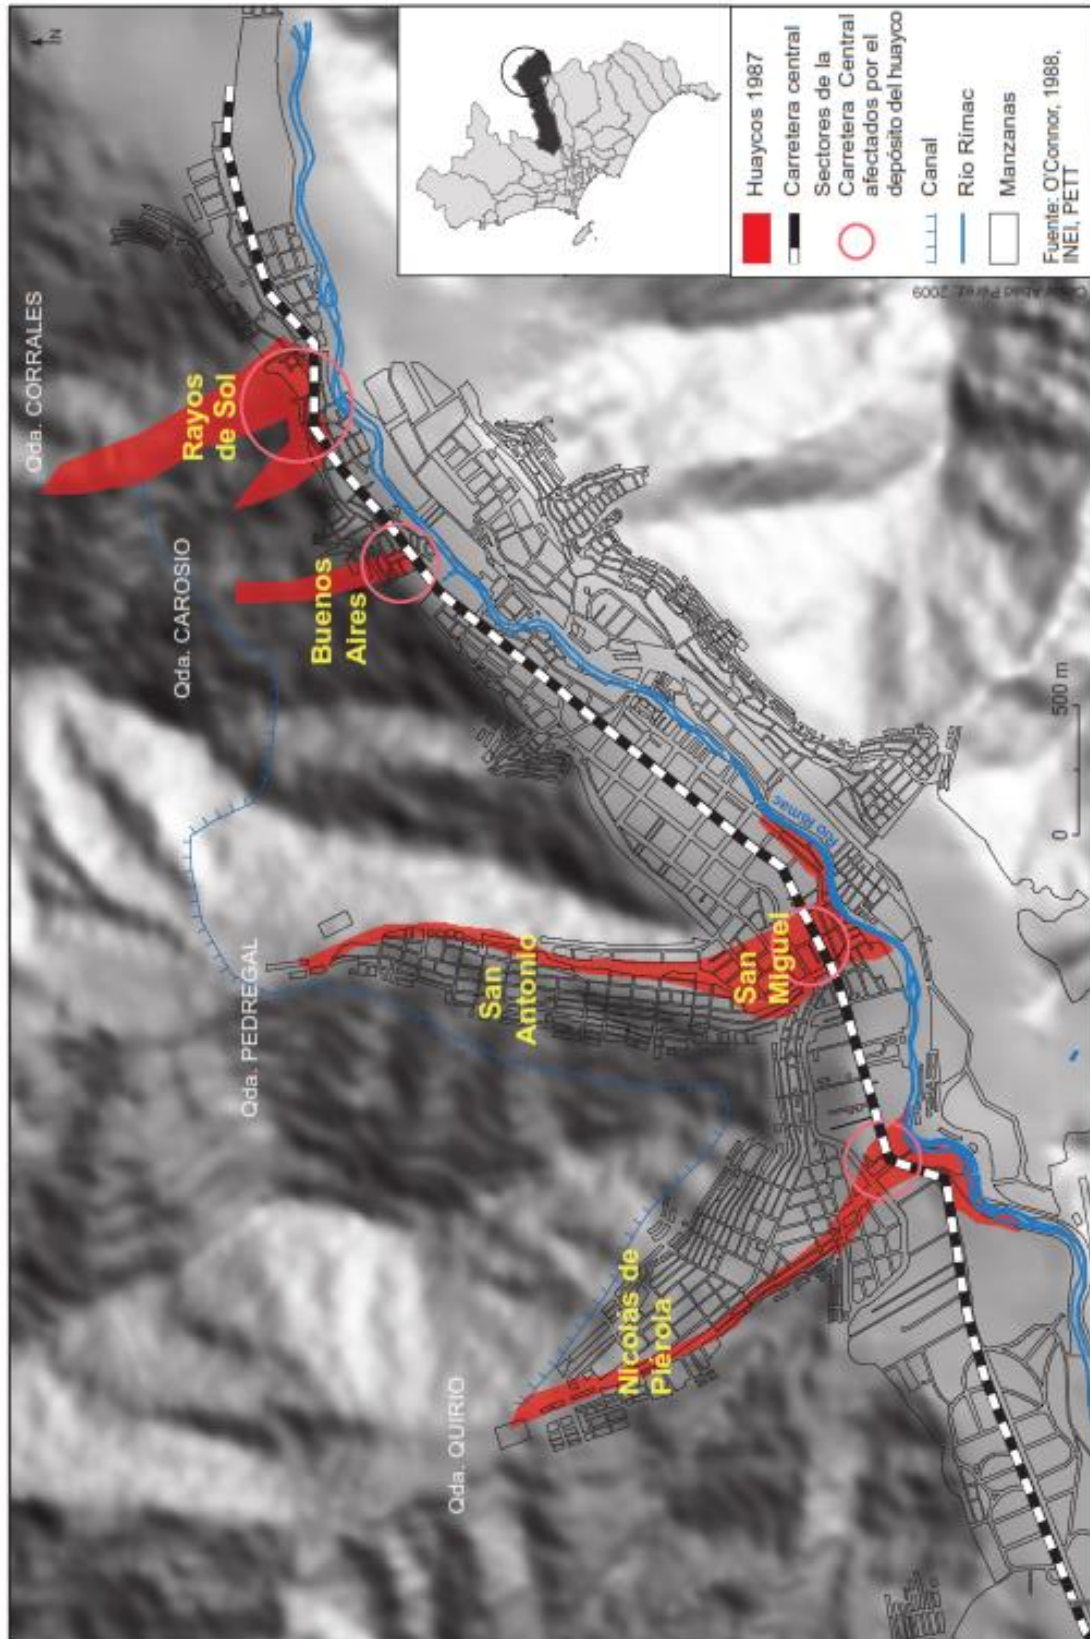 N
Qda. CORRALES
Rayos
de Sol
Qda. CAROSIO
Buenos
Aires
Qda. PEDREGAL
San
Antonio
San
Miguel
Río Rímac
Qda. QUIRIO
Nicolás de
Piérola
0 500 m
Huaycos 1987
Carretera central
Sectores de la
Carretera Central
afectados por el
depósito del huayco
Canal
Río Rímac
Manzanas
Fuente: O'Connor, 1988,
INEI, PETT
Pérez, 2009